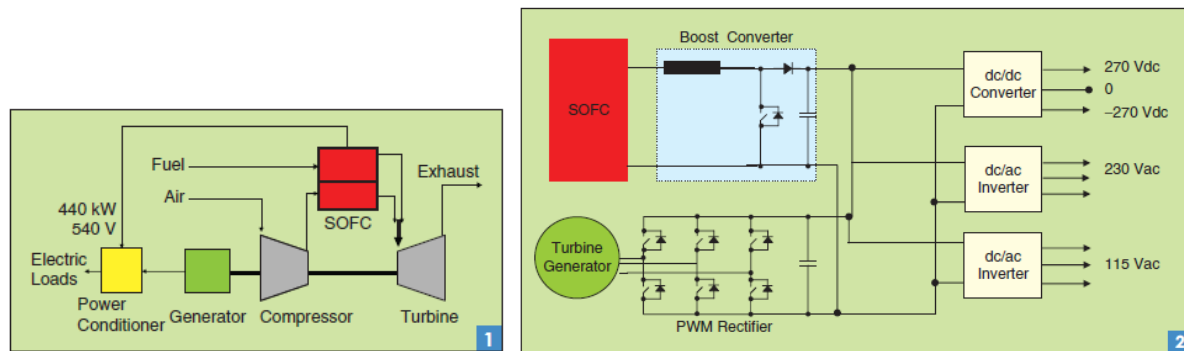 Fuel
Air
Exhaust
SOFC
440 kW
540 V
Electric
Loads
Power
Conditioner
Generator
Compressor
Turbine
1
Boost Converter
SOFC
dc/dc
Converter
270 Vdc
0
–270 Vdc
dc/ac
Inverter
230 Vac
Turbine
Generator
dc/ac
Inverter
115 Vac
PWM Rectifier
2